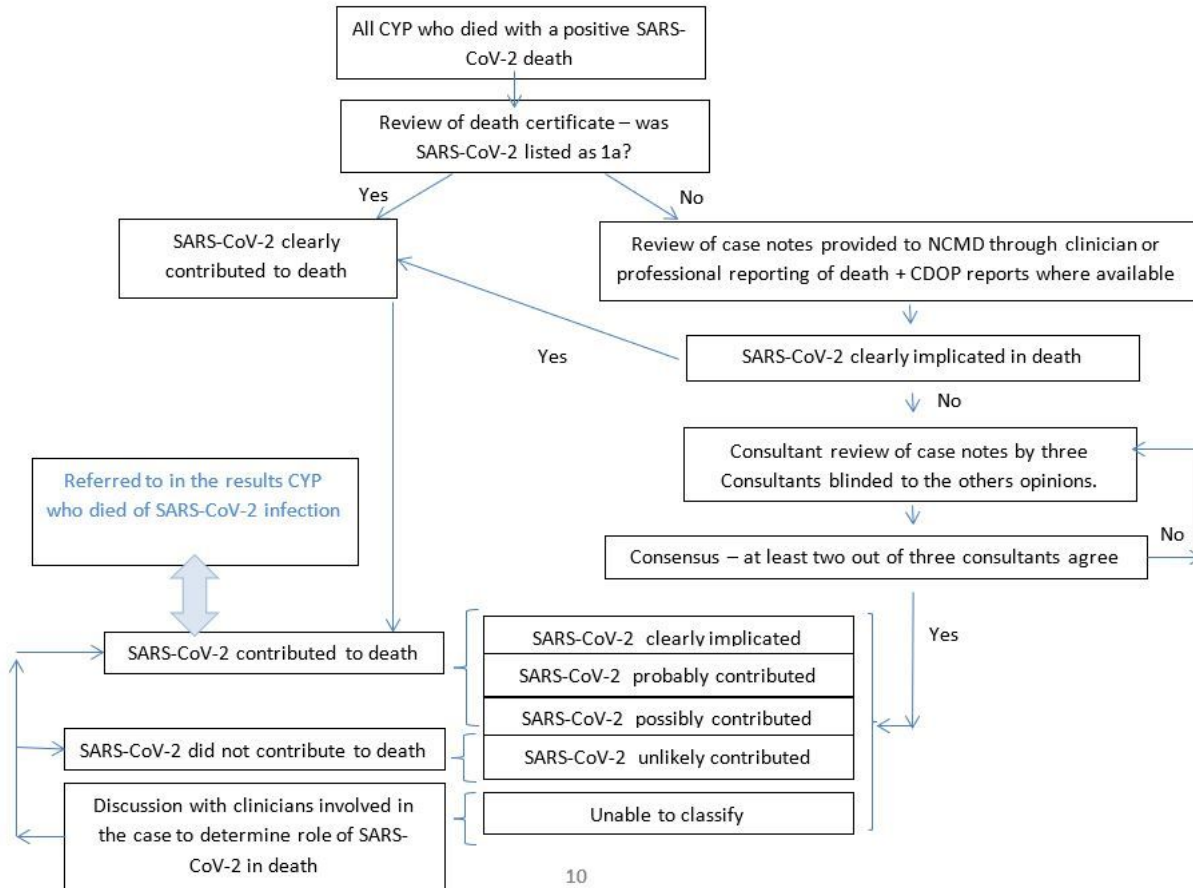 All CYP who died with a positive SARS-
CoV-2 death
Review of death certificate – was
SARS-CoV-2 listed as 1a?
Yes
No
SARS-CoV-2 clearly
contributed to death
Review of case notes provided to NCMD through clinician or
professional reporting of death + CDOP reports where available
Yes
SARS-CoV-2 clearly implicated in death
No
Consultant review of case notes by three
Consultants blinded to the others opinions.
Referred to in the results CYP
who died of SARS-CoV-2 infection
No
Consensus – at least two out of three consultants agree
Yes
SARS-CoV-2 contributed to death
SARS-CoV-2 clearly implicated
SARS-CoV-2 probably contributed
SARS-CoV-2 possibly contributed
SARS-CoV-2 did not contribute to death
SARS-CoV-2 unlikely contributed
Discussion with clinicians involved in
the case to determine role of SARS-
CoV-2 in death
Unable to classify
10